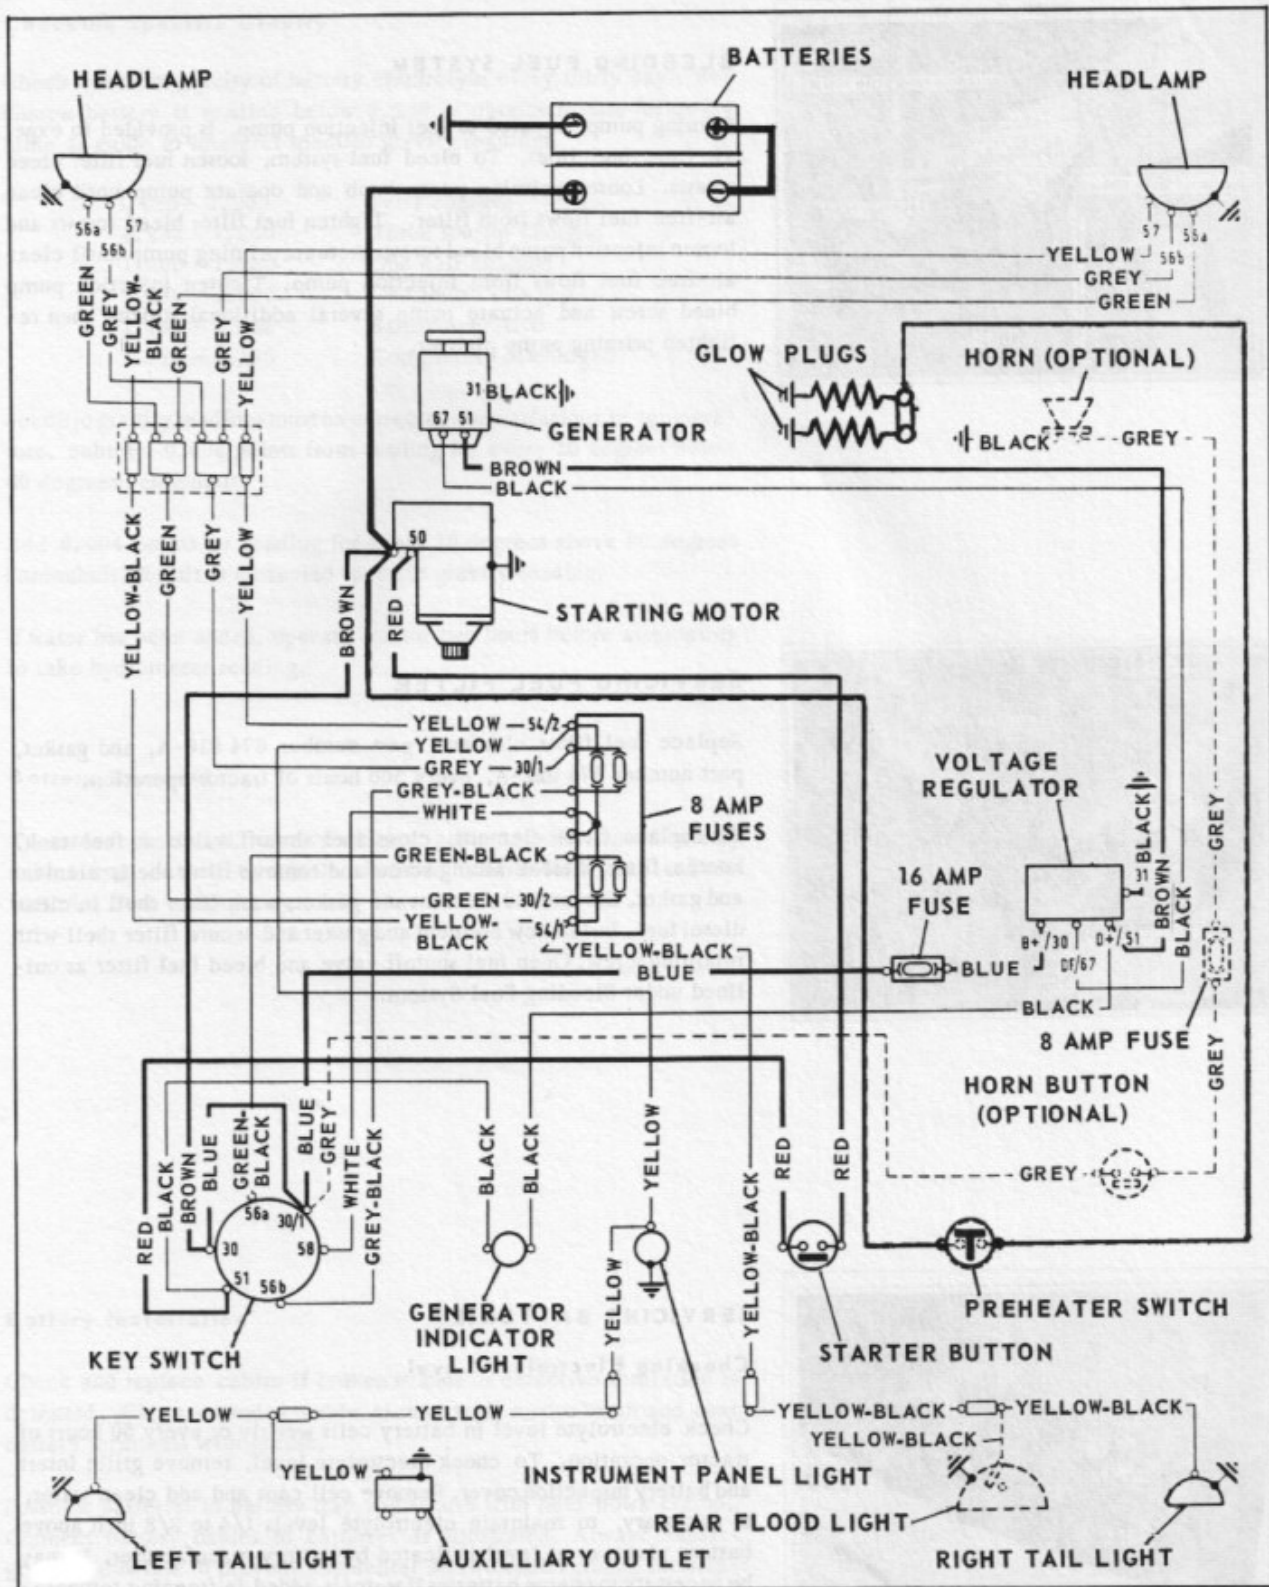 HEADLAMP
BATTERIES
HEADLAMP
56a
57
56b
57
56a
56b
YELLOW
GREY
GREEN
GREEN
GREY
YELLOW-BLACK
GREEN
GREY
YELLOW
31 BLACK
67 51
GENERATOR
BROWN
BLACK
GLOW PLUGS
HORN (OPTIONAL)
BLACK
GREY
YELLOW-BLACK
GREEN
GREY
YELLOW
50
BROWN
RED
STARTING MOTOR
YELLOW 54/2
YELLOW
GREY 30/1
GREY-BLACK
WHITE
GREEN-BLACK
GREEN 30/2
YELLOW-BLACK 54/1
8 AMP FUSES
YELLOW-BLACK
BLUE
VOLTAGE REGULATOR
16 AMP FUSE
BLUE
B+/30
DF/67
D+/51
31
BLACK
BROWN
BLACK
GREY
BLACK
8 AMP FUSE
GREY
HORN BUTTON
(OPTIONAL)
GREY
RED
BLACK
BROWN
BLUE
GREEN-BLACK
BLUE
GREY
WHITE
GREY-BLACK
BLACK
BLACK
YELLOW
YELLOW-BLACK
RED
RED
56a
30/1
30
58
51
56b
KEY SWITCH
GENERATOR
INDICATOR
LIGHT
YELLOW
YELLOW-BLACK
STARTER BUTTON
PREHEATER SWITCH
YELLOW
YELLOW
YELLOW-BLACK
YELLOW-BLACK
YELLOW-BLACK
YELLOW
INSTRUMENT PANEL LIGHT
REAR FLOOD LIGHT
LEFT TAIL LIGHT
AUXILLIARY OUTLET
RIGHT TAIL LIGHT